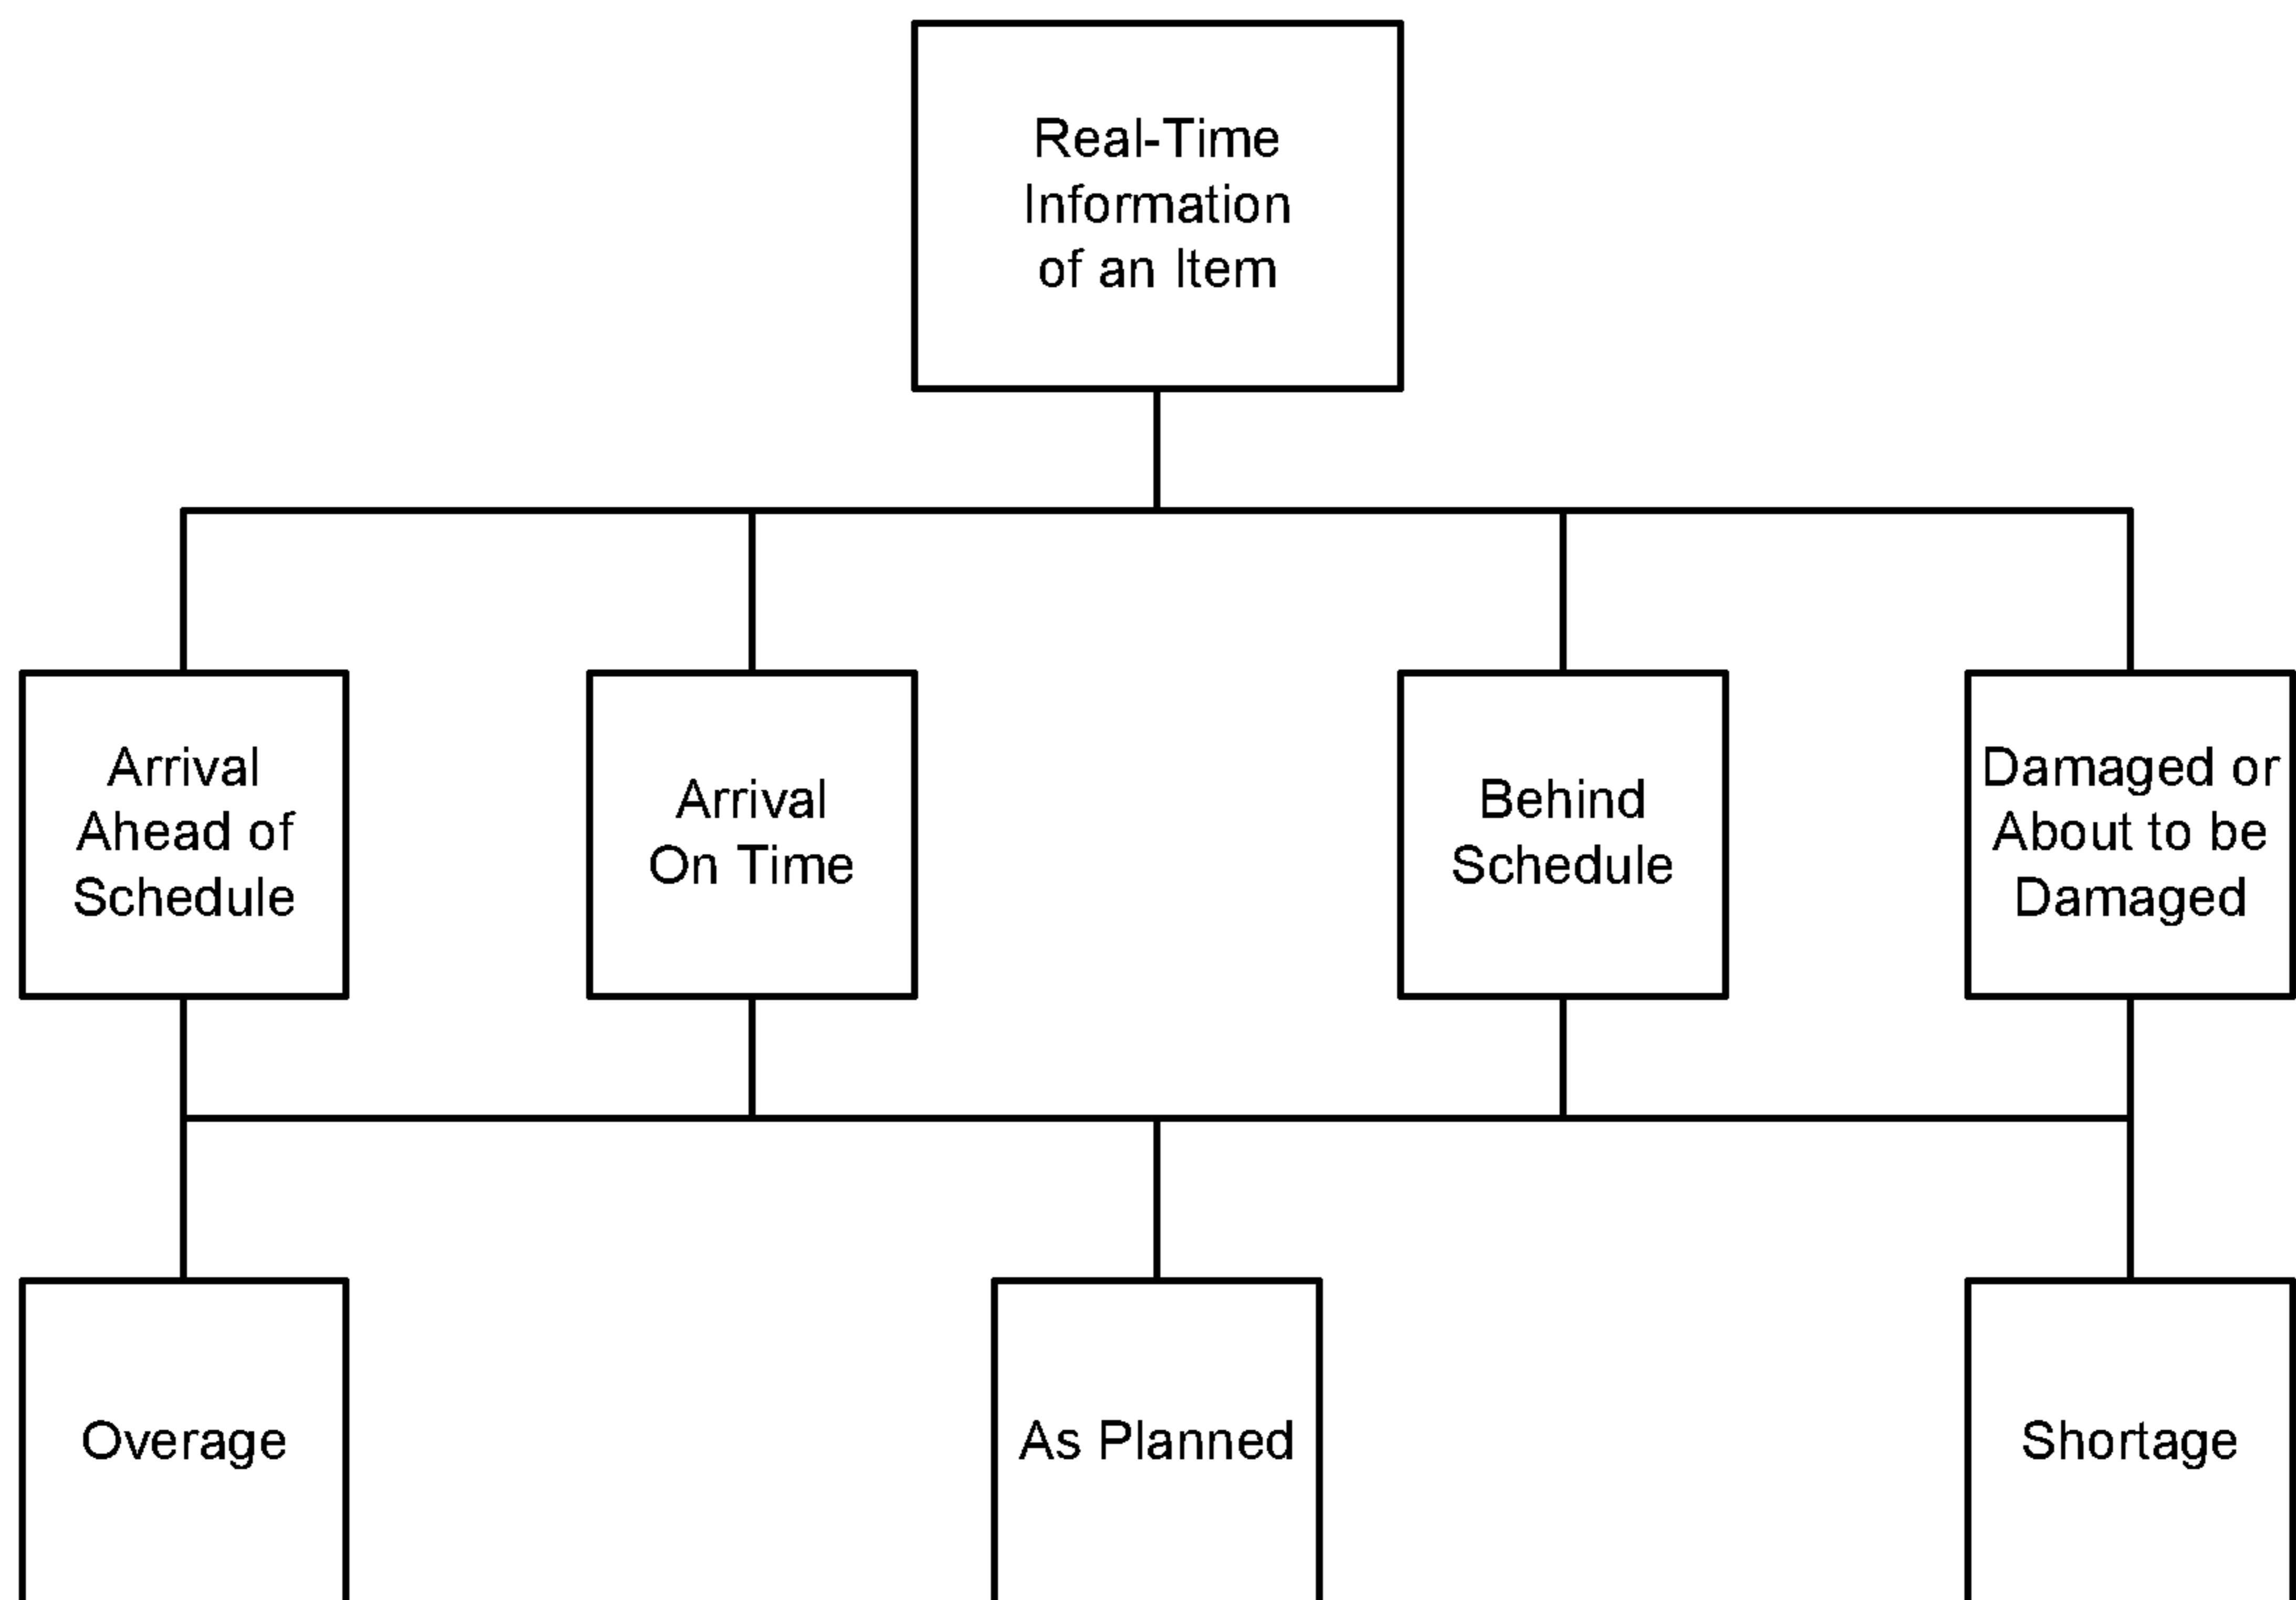 Real-Time
Information
of an Item
Arrival
Ahead of
Schedule
Arrival
On Time
Behind
Schedule
Damaged or
About to be
Damaged
Overage
As Planned
Shortage